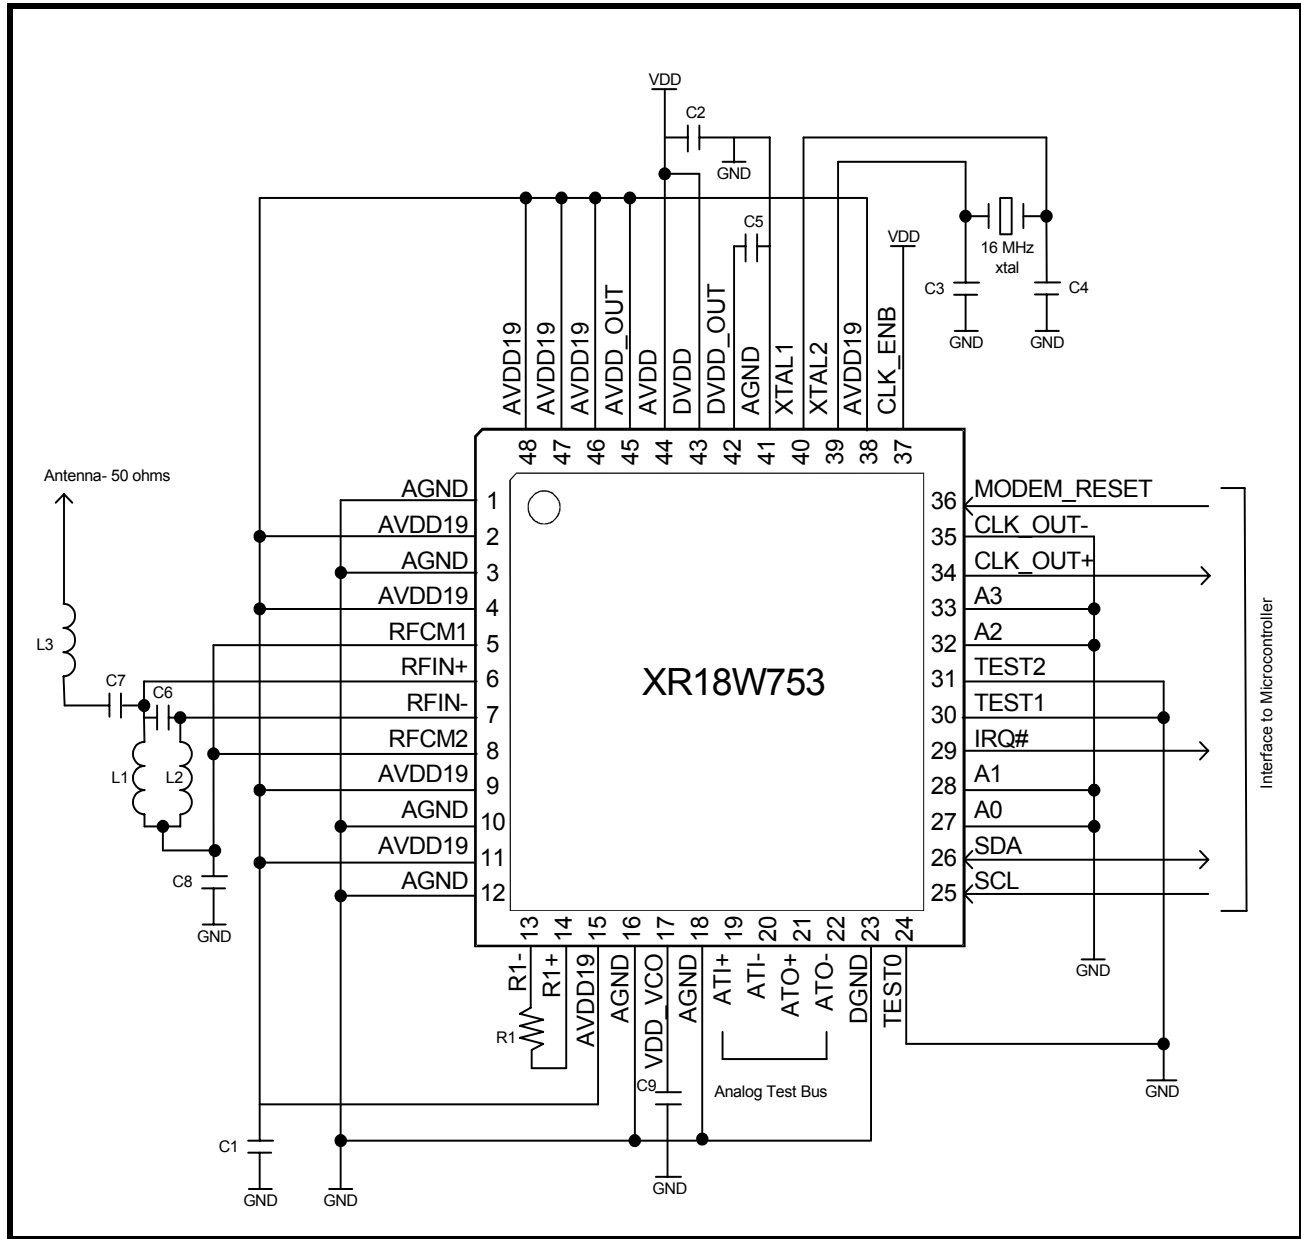 VDD
C2
GND
C5
VDD
16 MHz
xtal
C3
C4
GND
GND
AVDD19
AVDD19
AVDD19
AVDD_OUT
AVDD
DVDD
DVDD_OUT
AGND
XTAL1
XTAL2
AVDD19
CLK_ENB
48
47
46
45
44
43
42
41
40
39
38
37
Antenna- 50 ohms
L3
C7
C6
L1
L2
C8
GND
AGND
1
AVDD19
2
AGND
3
AVDD19
4
RFCM1
5
RFIN+
6
RFIN-
7
RFCM2
8
AVDD19
9
AGND
10
AVDD19
11
AGND
12
XR18W753
36
MODEM_RESET
35
CLK_OUT-
34
CLK_OUT+
33
A3
32
A2
31
TEST2
30
TEST1
29
IRQ#
28
A1
27
A0
26
SDA
25
SCL
Interface to Microcontroller
13
14
15
16
17
18
19
20
21
22
23
24
R1-
R1+
AVDD19
AGND
VDD_VCO
AGND
ATI+
ATI-
ATO+
ATO-
DGND
TEST0
R1
C9
Analog Test Bus
GND
GND
C1
GND
GND
GND